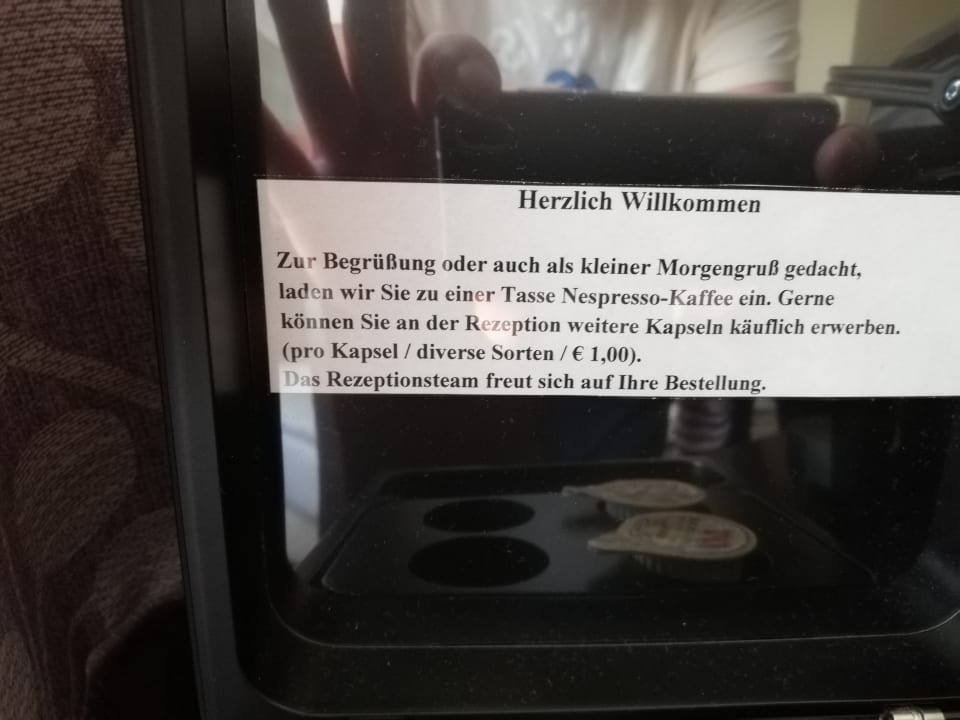 Herzlich Willkommen
Zur Begrüßung oder auch als kleiner Morgengruß gedacht,
laden wir Sie zu einer Tasse Nespresso-Kaffee ein. Gerne
können Sie an der Rezeption weitere Kapseln käuflich erwerben.
(pro Kapsel / diverse Sorten / € 1,00).
Das Rezeptionsteam freut sich auf Ihre Bestellung.